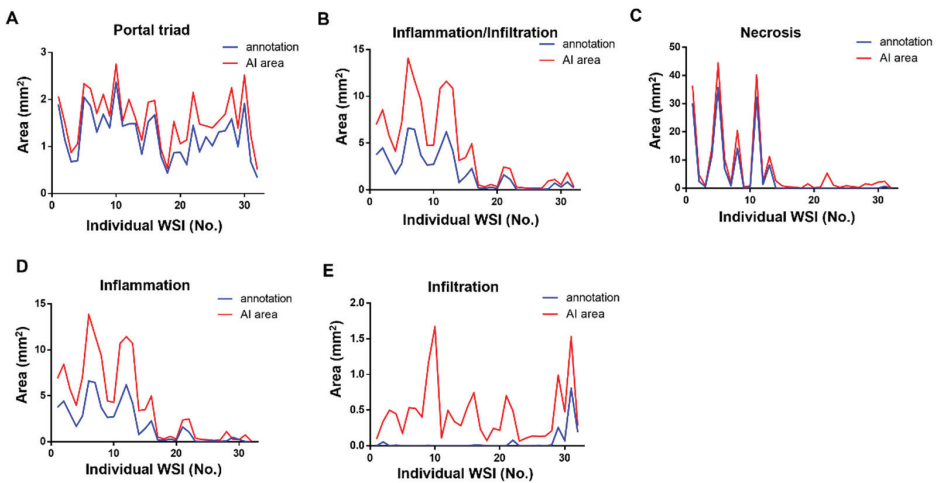 A
Portal triad
annotation
AI area
Area (mm²)
3
2
1
0
0
10
20
30
Individual WSI (No.)
B
Inflammation/Infiltration
annotation
AI area
Area (mm²)
15
10
5
0
0
10
20
30
Individual WSI (No.)
C
Necrosis
annotation
AI area
Area (mm²)
50
40
30
20
10
0
0
10
20
30
Individual WSI (No.)
D
Inflammation
annotation
AI area
Area (mm²)
15
10
5
0
0
10
20
30
Individual WSI (No.)
E
Infiltration
annotation
AI area
Area (mm²)
2.0
1.5
1.0
0.5
0.0
0
10
20
30
Individual WSI (No.)